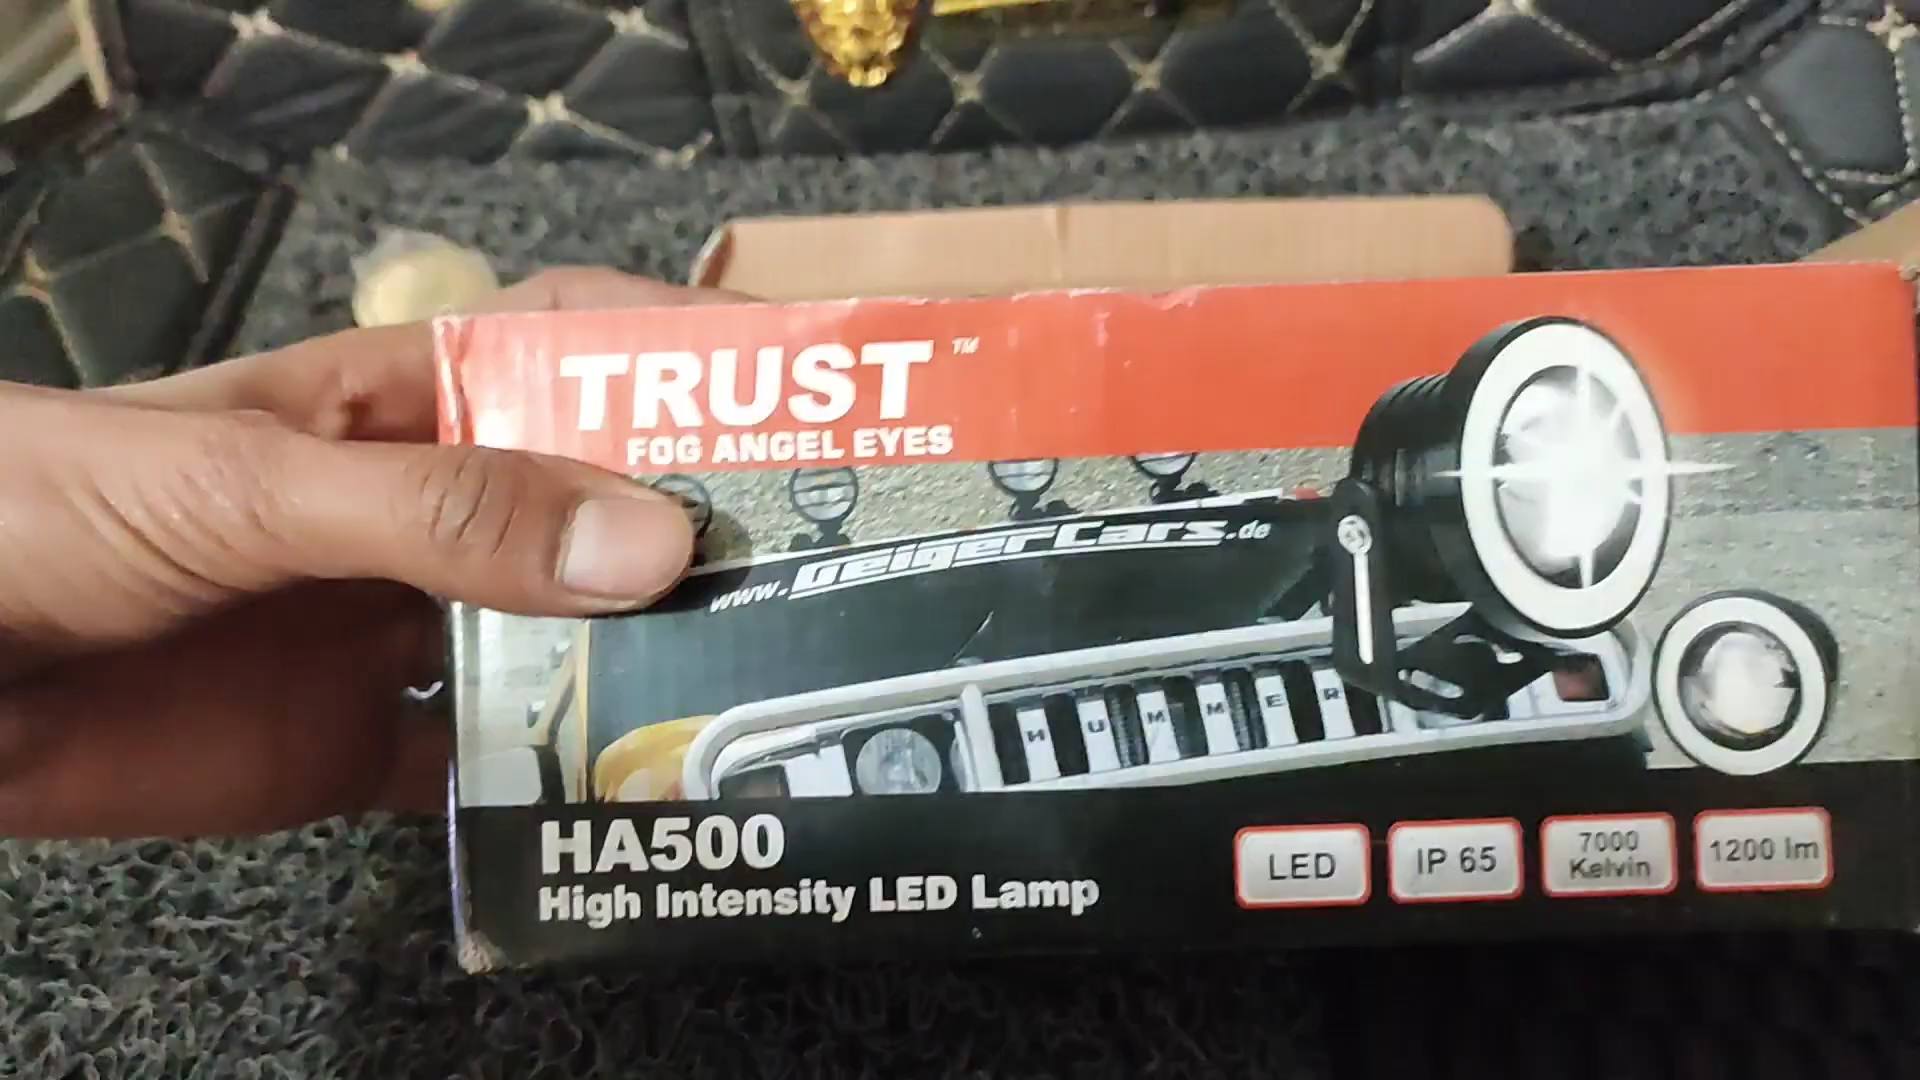 TRUST™
FOG ANGEL EYES
www.GeigerCars.de
HUMMER
HA500
High Intensity LED Lamp
LED
IP 65
7000
Kelvin
1200 lm